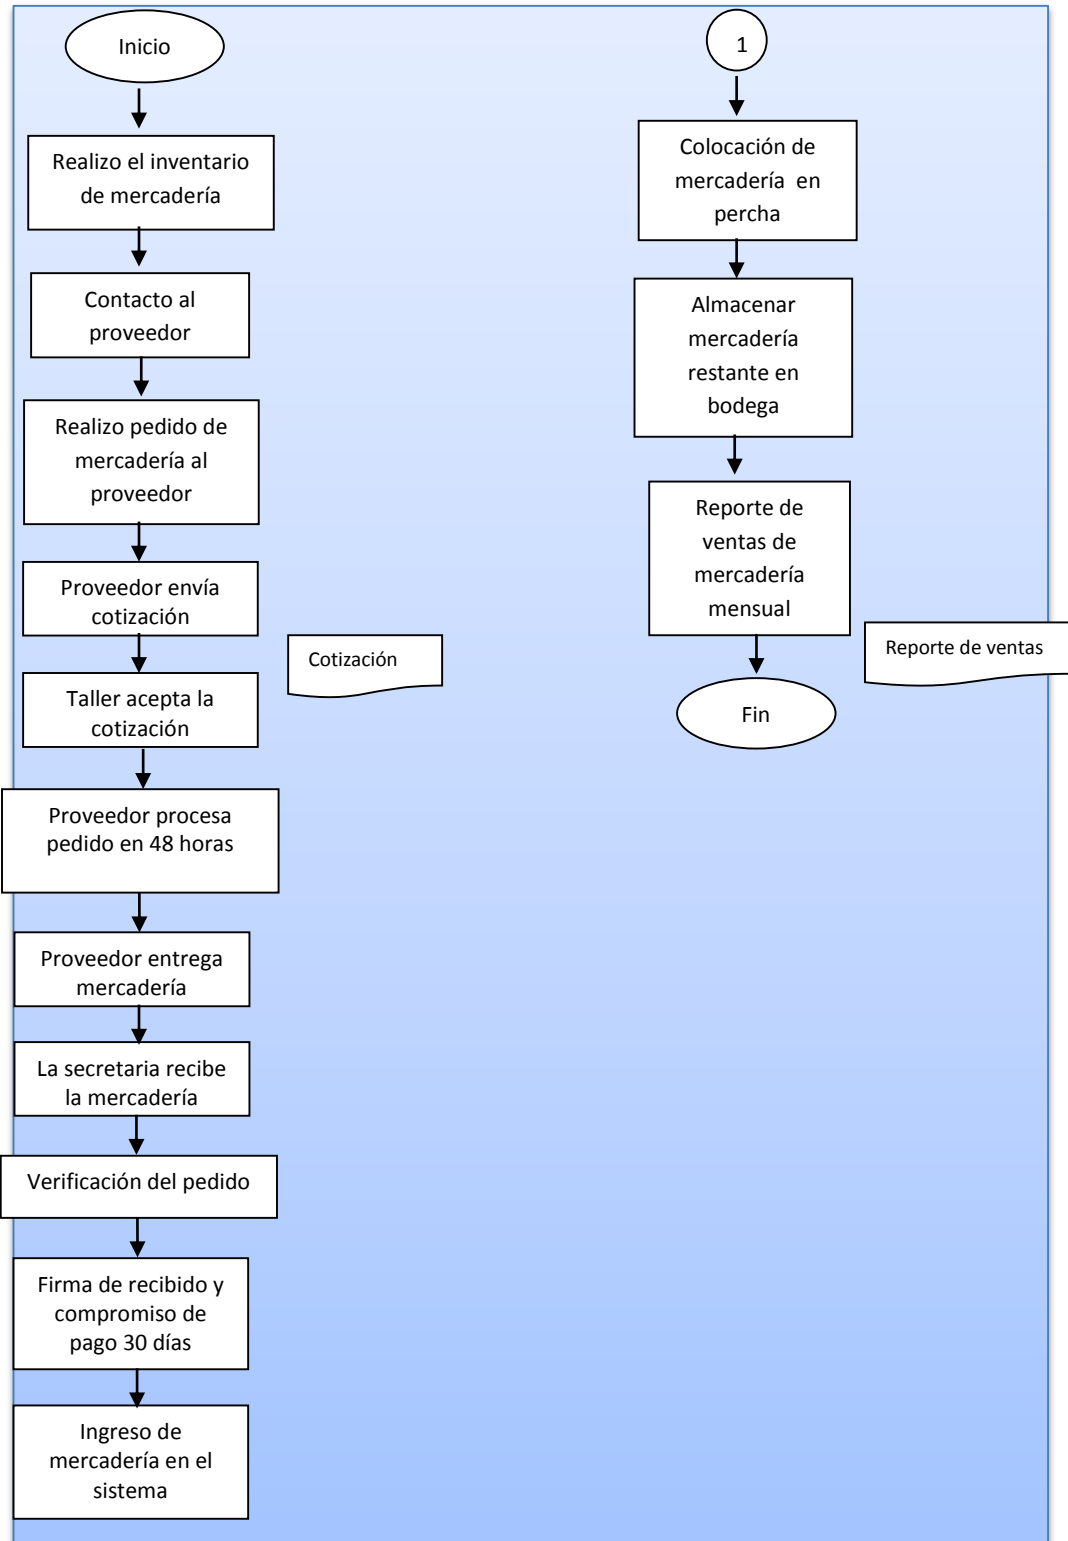 Inicio
Realizo el inventario
de mercadería
Contacto al
proveedor
Realizo pedido de
mercadería al
proveedor
Proveedor envía
cotización
Cotización
Taller acepta la
cotización
Proveedor procesa
pedido en 48 horas
Proveedor entrega
mercadería
La secretaria recibe
la mercadería
Verificación del pedido
Firma de recibido y
compromiso de
pago 30 días
Ingreso de
mercadería en el
sistema
1
Colocación de
mercadería en
percha
Almacenar
mercadería
restante en
bodega
Reporte de
ventas de
mercadería
mensual
Reporte de ventas
Fin